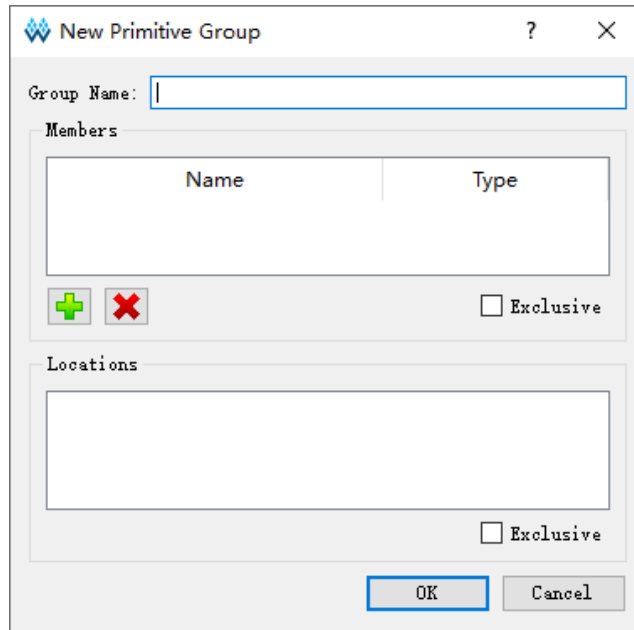 New Primitive Group
?
Group Name:
Members
Name Type
Exclusive
Locations
Exclusive
OK Cancel